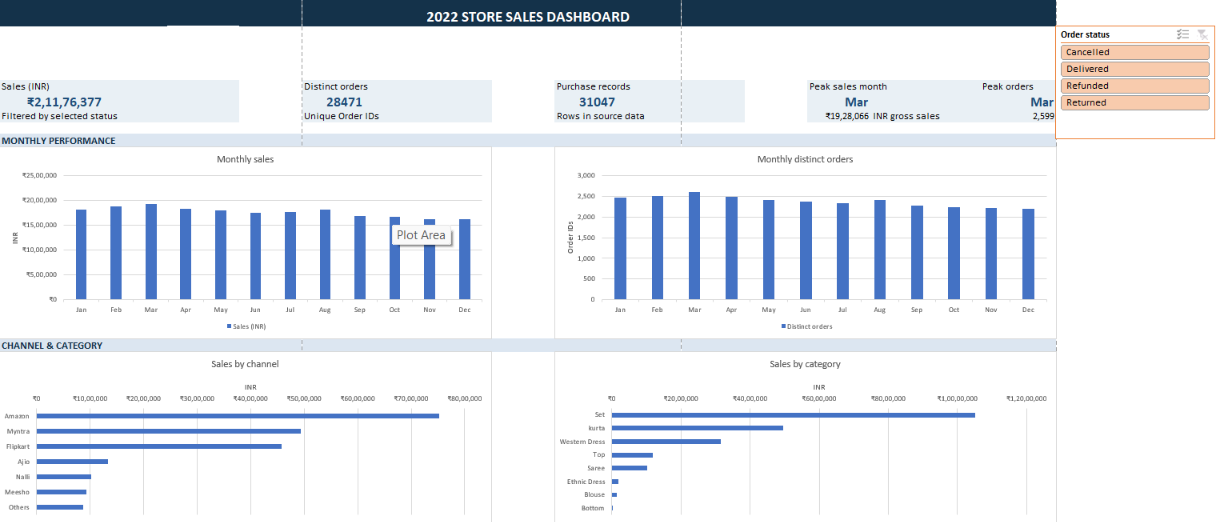 2022 STORE SALES DASHBOARD
Order status
Cancelled
Delivered
Refunded
Returned
Sales (INR)
₹2,11,76,377
Filtered by selected status
Distinct orders
28471
Unique Order IDs
Purchase records
31047
Rows in source data
Peak sales month
Mar
₹19,28,066 INR gross sales
Peak orders
Mar
2,599
MONTHLY PERFORMANCE
Monthly sales
₹25,00,000
₹20,00,000
₹15,00,000
₹10,00,000
₹5,00,000
₹0
INR
Plot Area
Jan Feb Mar Apr May Jun Jul Aug Sep Oct Nov Dec
Sales (INR)
Monthly distinct orders
3,000
2,500
2,000
1,500
1,000
500
0
Order IDs
Jan Feb Mar Apr May Jun Jul Aug Sep Oct Nov Dec
Distinct orders
CHANNEL & CATEGORY
Sales by channel
INR
₹0 ₹10,00,000 ₹20,00,000 ₹30,00,000 ₹40,00,000 ₹50,00,000 ₹60,00,000 ₹70,00,000 ₹80,00,000
Amazon
Myntra
Flipkart
Ajio
Nalli
Meesho
Others
Sales by category
INR
₹0 ₹20,00,000 ₹40,00,000 ₹60,00,000 ₹80,00,000 ₹1,00,00,000 ₹1,20,00,000
Set
kurta
Western Dress
Top
Saree
Ethnic Dress
Blouse
Bottom